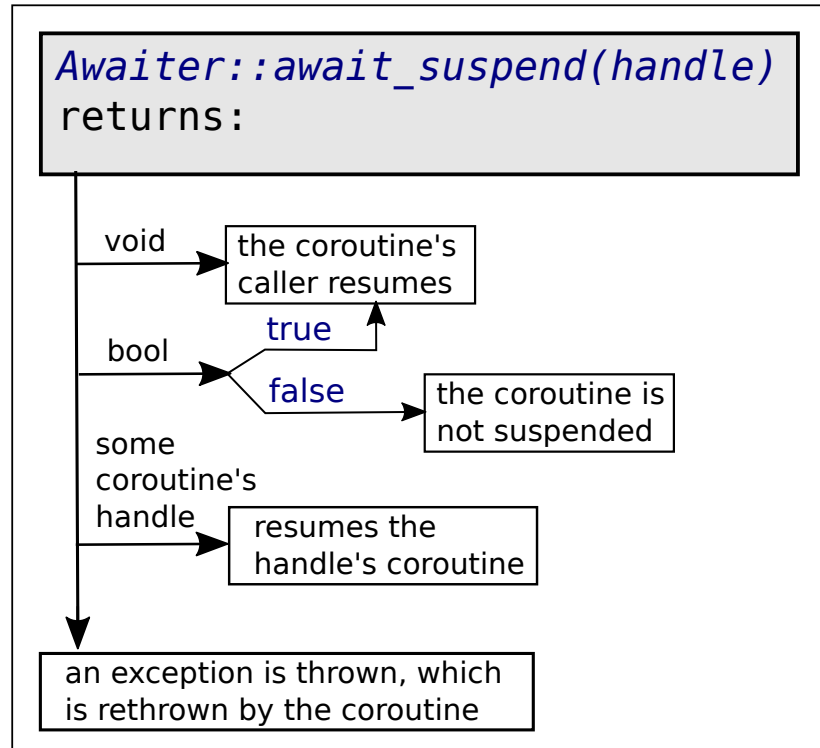 Awaiter::await_suspend(handle)
returns:
void
the coroutine's
caller resumes
true
bool
false
the coroutine is
not suspended
some
coroutine's
handle
resumes the
handle's coroutine
an exception is thrown, which
is rethrown by the coroutine